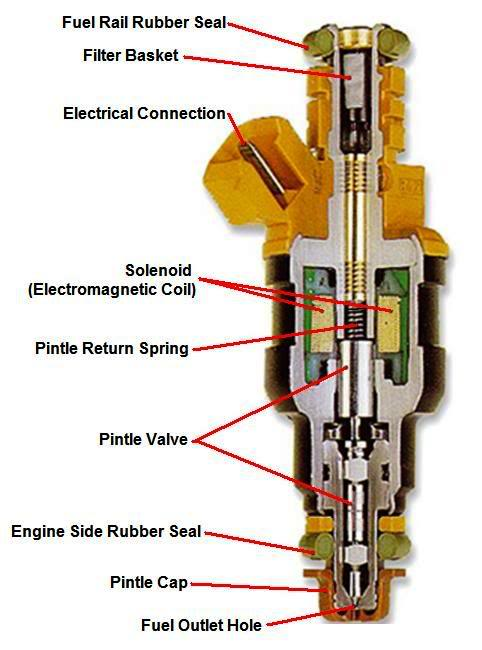 Fuel Rail Rubber Seal
Filter Basket
Electrical Connection
Solenoid
(Electromagnetic Coil)
Pintle Return Spring
Pintle Valve
Engine Side Rubber Seal
Pintle Cap
Fuel Outlet Hole